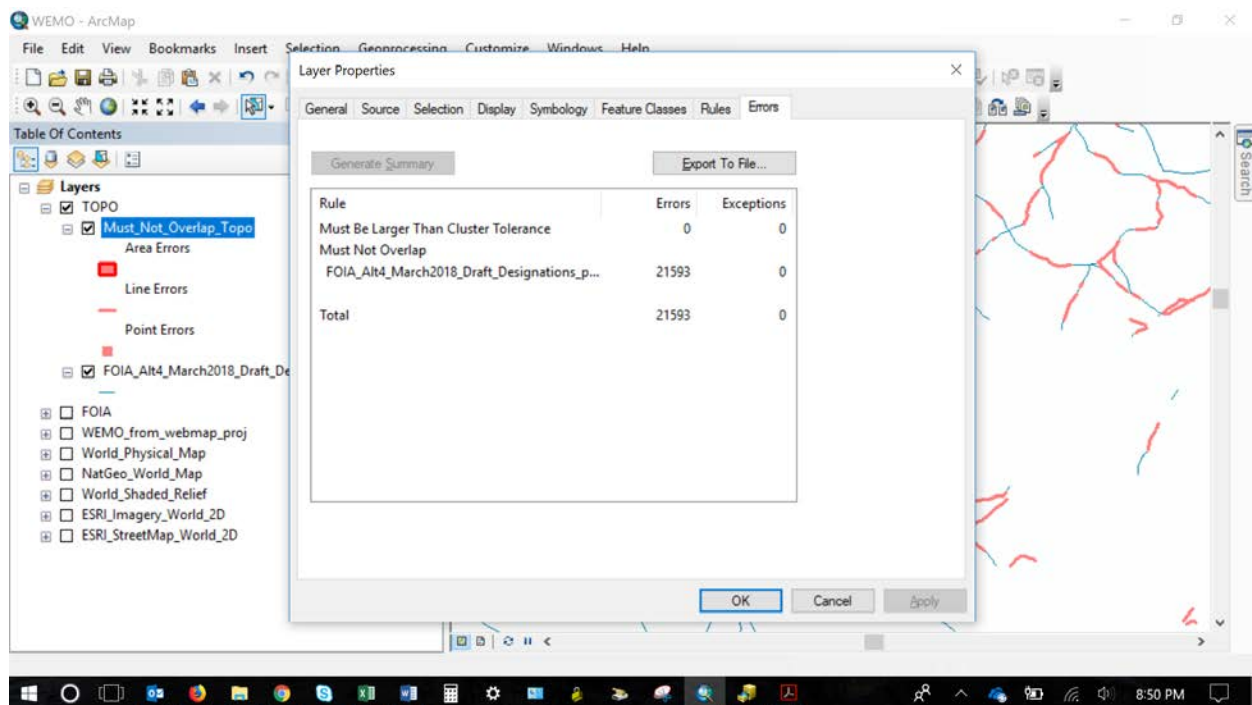 WEMO - ArcMap
File Edit View Bookmarks Insert Selection Geoprocessing Customize Windows Help
Layer Properties
General Source Selection Display Symbology Feature Classes Rules Errors
Table Of Contents
Generate Summary
Export To File...
Search
Layers
TOPO
Must_Not_Overlap_Topo
Area Errors
Line Errors
Point Errors
FOIA_Alt4_March2018_Draft_De
FOIA
WEMO_from_webmap_proj
World_Physical_Map
NatGeo_World_Map
World_Shaded_Relief
ESRI_Imagery_World_2D
ESRI_StreetMap_World_2D
Rule Errors Exceptions
Must Be Larger Than Cluster Tolerance 0 0
Must Not Overlap
FOIA_Alt4_March2018_Draft_Designations_p... 21593 0
Total 21593 0
OK Cancel Apply
8:50 PM